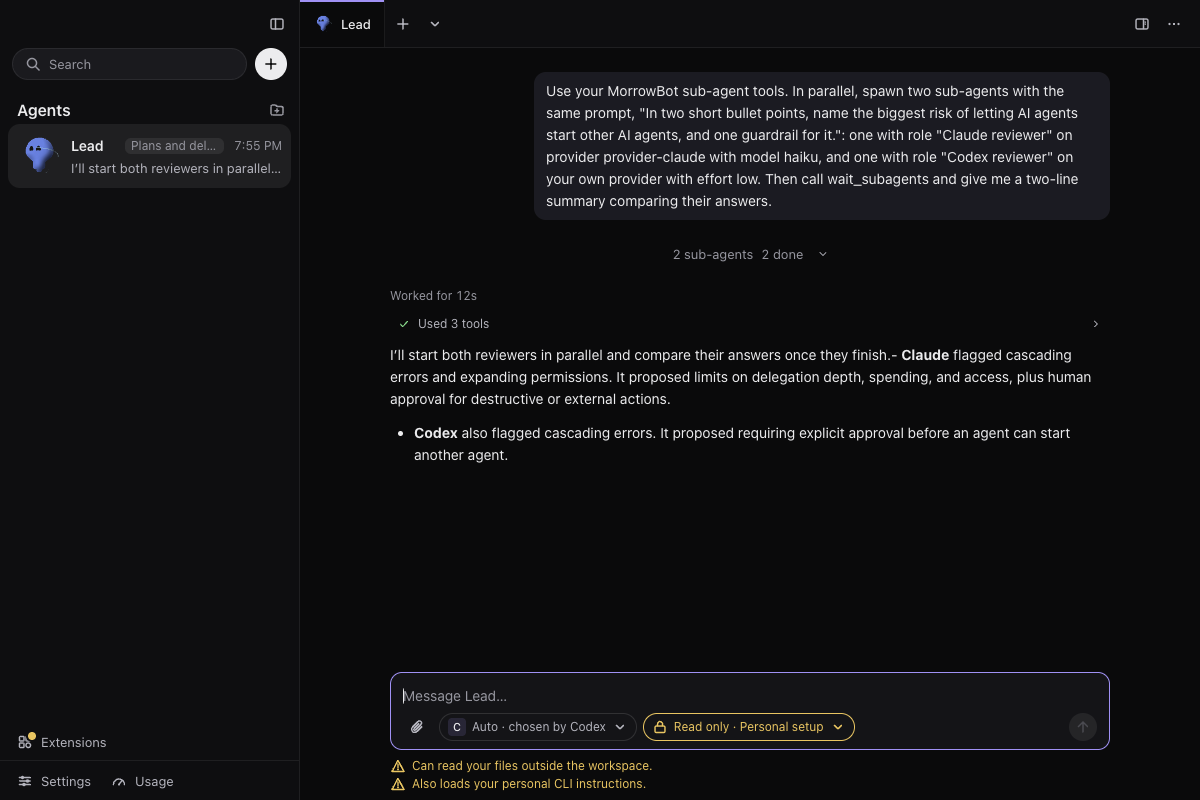 Lead
Search
Agents
Lead
Plans and del...
7:55 PM
I’ll start both reviewers in parallel...
Use your MorrowBot sub-agent tools. In parallel, spawn two sub-agents with the
same prompt, "In two short bullet points, name the biggest risk of letting AI agents
start other AI agents, and one guardrail for it.": one with role "Claude reviewer" on
provider provider-claude with model haiku, and one with role "Codex reviewer" on
your own provider with effort low. Then call wait_subagents and give me a two-line
summary comparing their answers.
2 sub-agents 2 done
Worked for 12s
Used 3 tools
I’ll start both reviewers in parallel and compare their answers once they finish.- Claude flagged cascading
errors and expanding permissions. It proposed limits on delegation depth, spending, and access, plus human
approval for destructive or external actions.
• Codex also flagged cascading errors. It proposed requiring explicit approval before an agent can start
another agent.
Message Lead...
C Auto · chosen by Codex
Read only · Personal setup
Can read your files outside the workspace.
Also loads your personal CLI instructions.
Extensions
Settings
Usage